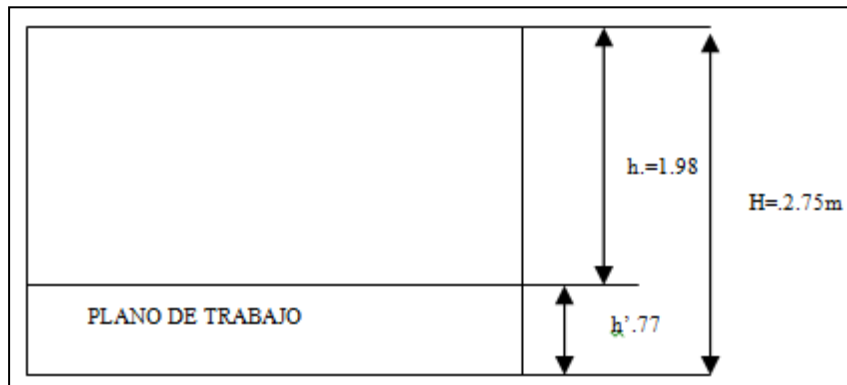 h.=1.98
H=.2.75m
PLANO DE TRABAJO
h’.77